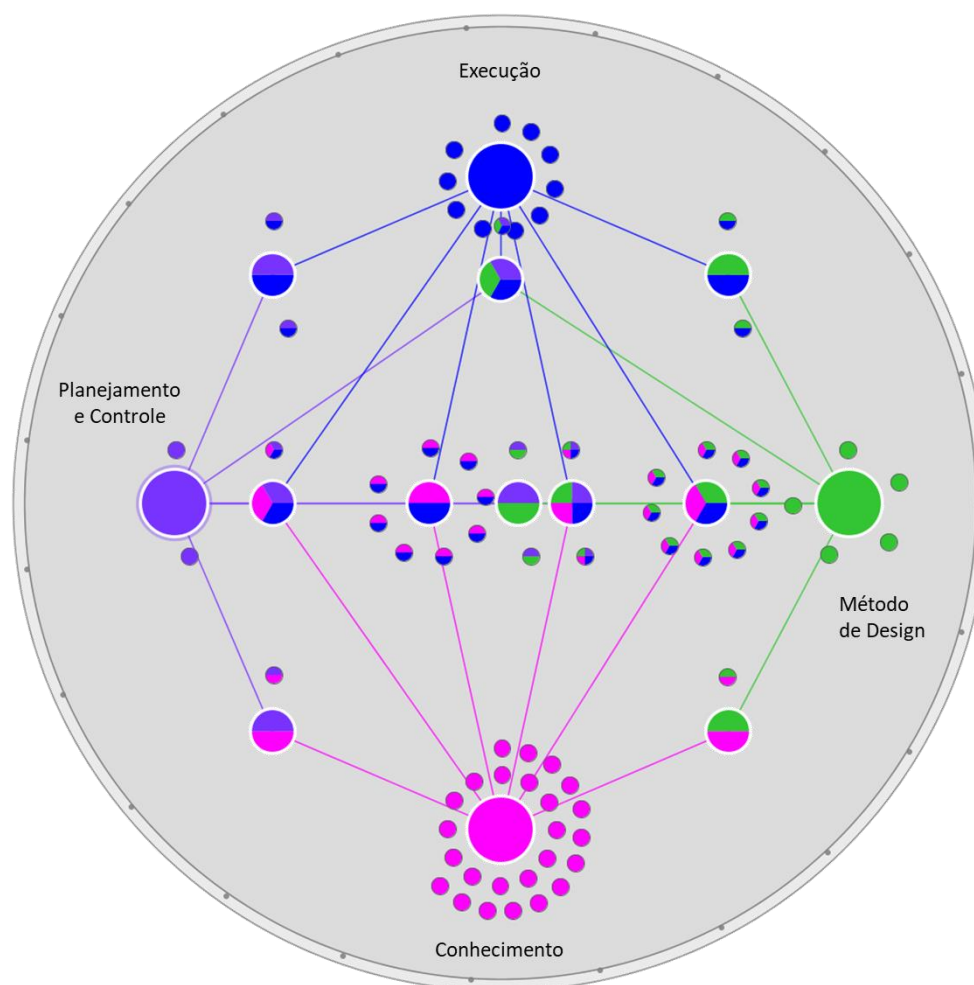 Execução
Planejamento
e Controle
Método
de Design
Conhecimento